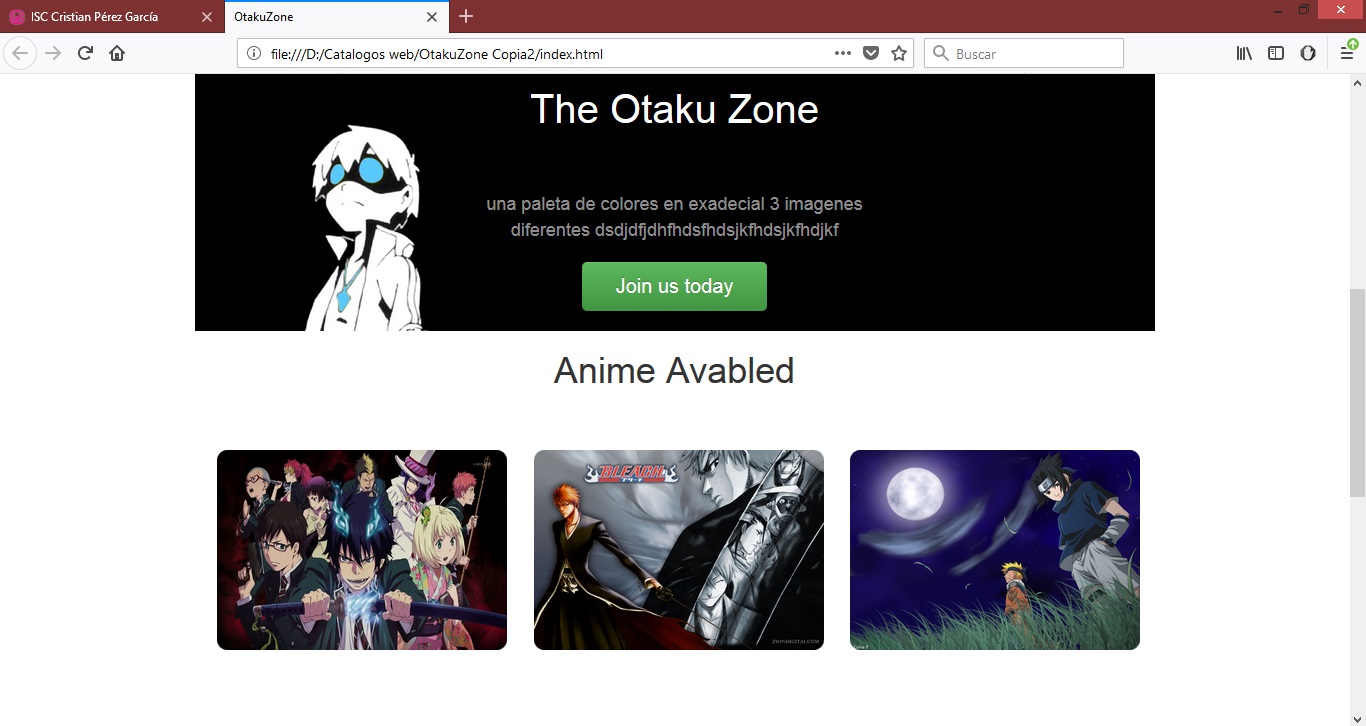 ISC Cristian Pérez García
OtakuZone
file:///D:/Catalogos web/OtakuZone Copia2/index.html
Buscar
The Otaku Zone
una paleta de colores en exadecial 3 imagenes
diferentes dsdjdfjdhfhdsfhdsjkfhdsjkfhdjkf
Join us today
Anime Avabled
BLEACH
ZIONDIGITAL.COM